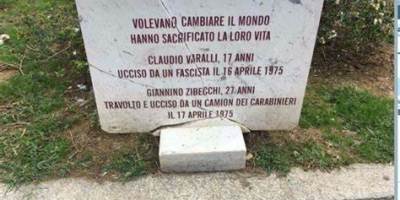 VOLEVANO CAMBIARE IL MONDO
HANNO SACRIFICATO LA LORO VITA
CLAUDIO VARALLI, 17 ANNI
UCCISO DA UN FASCISTA IL 16 APRILE 1975
GIANNINO ZIBECCHI, 27 ANNI
TRAVOLTO E UCCISO DA UN CAMION DEI CARABINIERI
IL 17 APRILE 1975